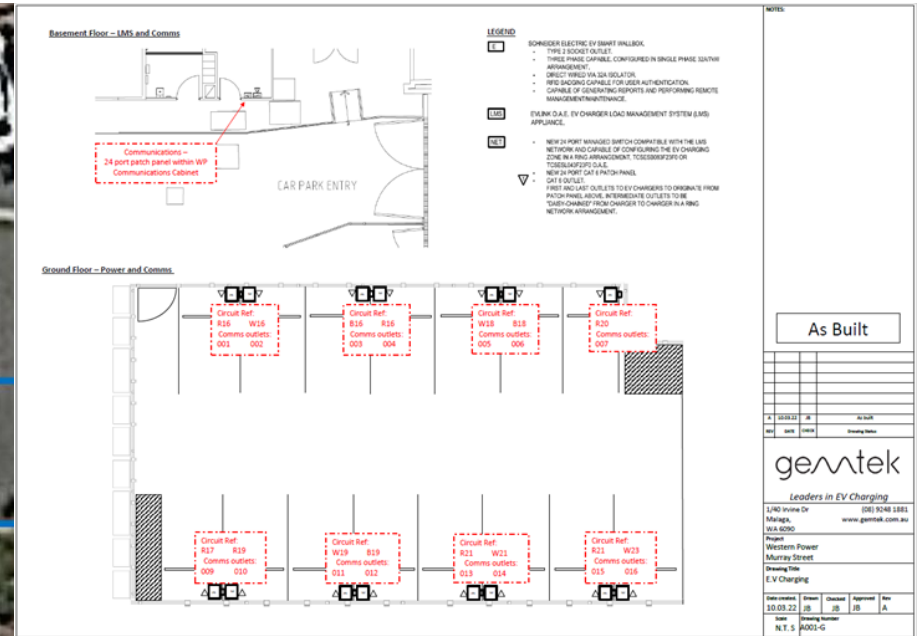 Basement Floor – LMS and Comms
Communications –
24 port patch panel within WP
Communications Cabinet
CAR PARK ENTRY
LEGEND
E
SCHNEIDER ELECTRIC EV SMART WALLBOX.
- TYPE 2 SOCKET OUTLET.
- THREE PHASE CAPABLE, CONFIGURED IN SINGLE PHASE 32A/7kW
ARRANGEMENT.
- DIRECT WIRED VIA 32A ISOLATOR.
- RFID BADGING CAPABLE FOR USER AUTHENTICATION.
- CAPABLE OF GENERATING REPORTS AND PERFORMING REMOTE
MANAGEMENT/MAINTENANCE.
LMS
EVLINK O.A.E. EV CHARGER LOAD MANAGEMENT SYSTEM (LMS)
APPLIANCE.
NET
- NEW 24 PORT MANAGED SWITCH COMPATIBLE WITH THE LMS
NETWORK AND CAPABLE OF CONFIGURING THE EV CHARGING
ZONE IN A RING ARRANGEMENT,
- NEW 24 PORT CAT 6 PATCH PANEL
- CAT 6 OUTLET.
FIRST AND LAST OUTLETS TO EV CHARGERS TO ORIGINATE FROM
PATCH PANEL ABOVE, INTERMEDIATE OUTLETS TO BE
"DAISY-CHAINED" FROM CHARGER TO CHARGER IN A RING
NETWORK ARRANGEMENT.
Ground Floor – Power and Comms
Circuit Ref:
R16 W16
Comms outlets:
001 002
Circuit Ref:
B16 R16
Comms outlets:
003 004
Circuit Ref:
W18 B18
Comms outlets:
005 006
Circuit Ref:
R20
Comms outlets:
007
Circuit Ref:
R17 R19
Comms outlets:
009 010
Circuit Ref:
W19 B19
Comms outlets:
011 012
Circuit Ref:
R21 W21
Comms outlets:
013 014
Circuit Ref:
R21 W23
Comms outlets:
015 016
NOTES:
As Built
A 10.03.22 JB As built
REV DATE CHECK Drawing Status
gemtek
Leaders in EV Charging
1/40 Irvine Dr (08) 9248 1881
Malaga, www.gemtek.com.au
WA 6090
Project
Western Power
Murray Street
Drawing Title
E.V Charging
Date created. Drawn Checked Approved Rev
10.03.22 JB JB JB A
Scale Drawing Number
N.T. S A001-G